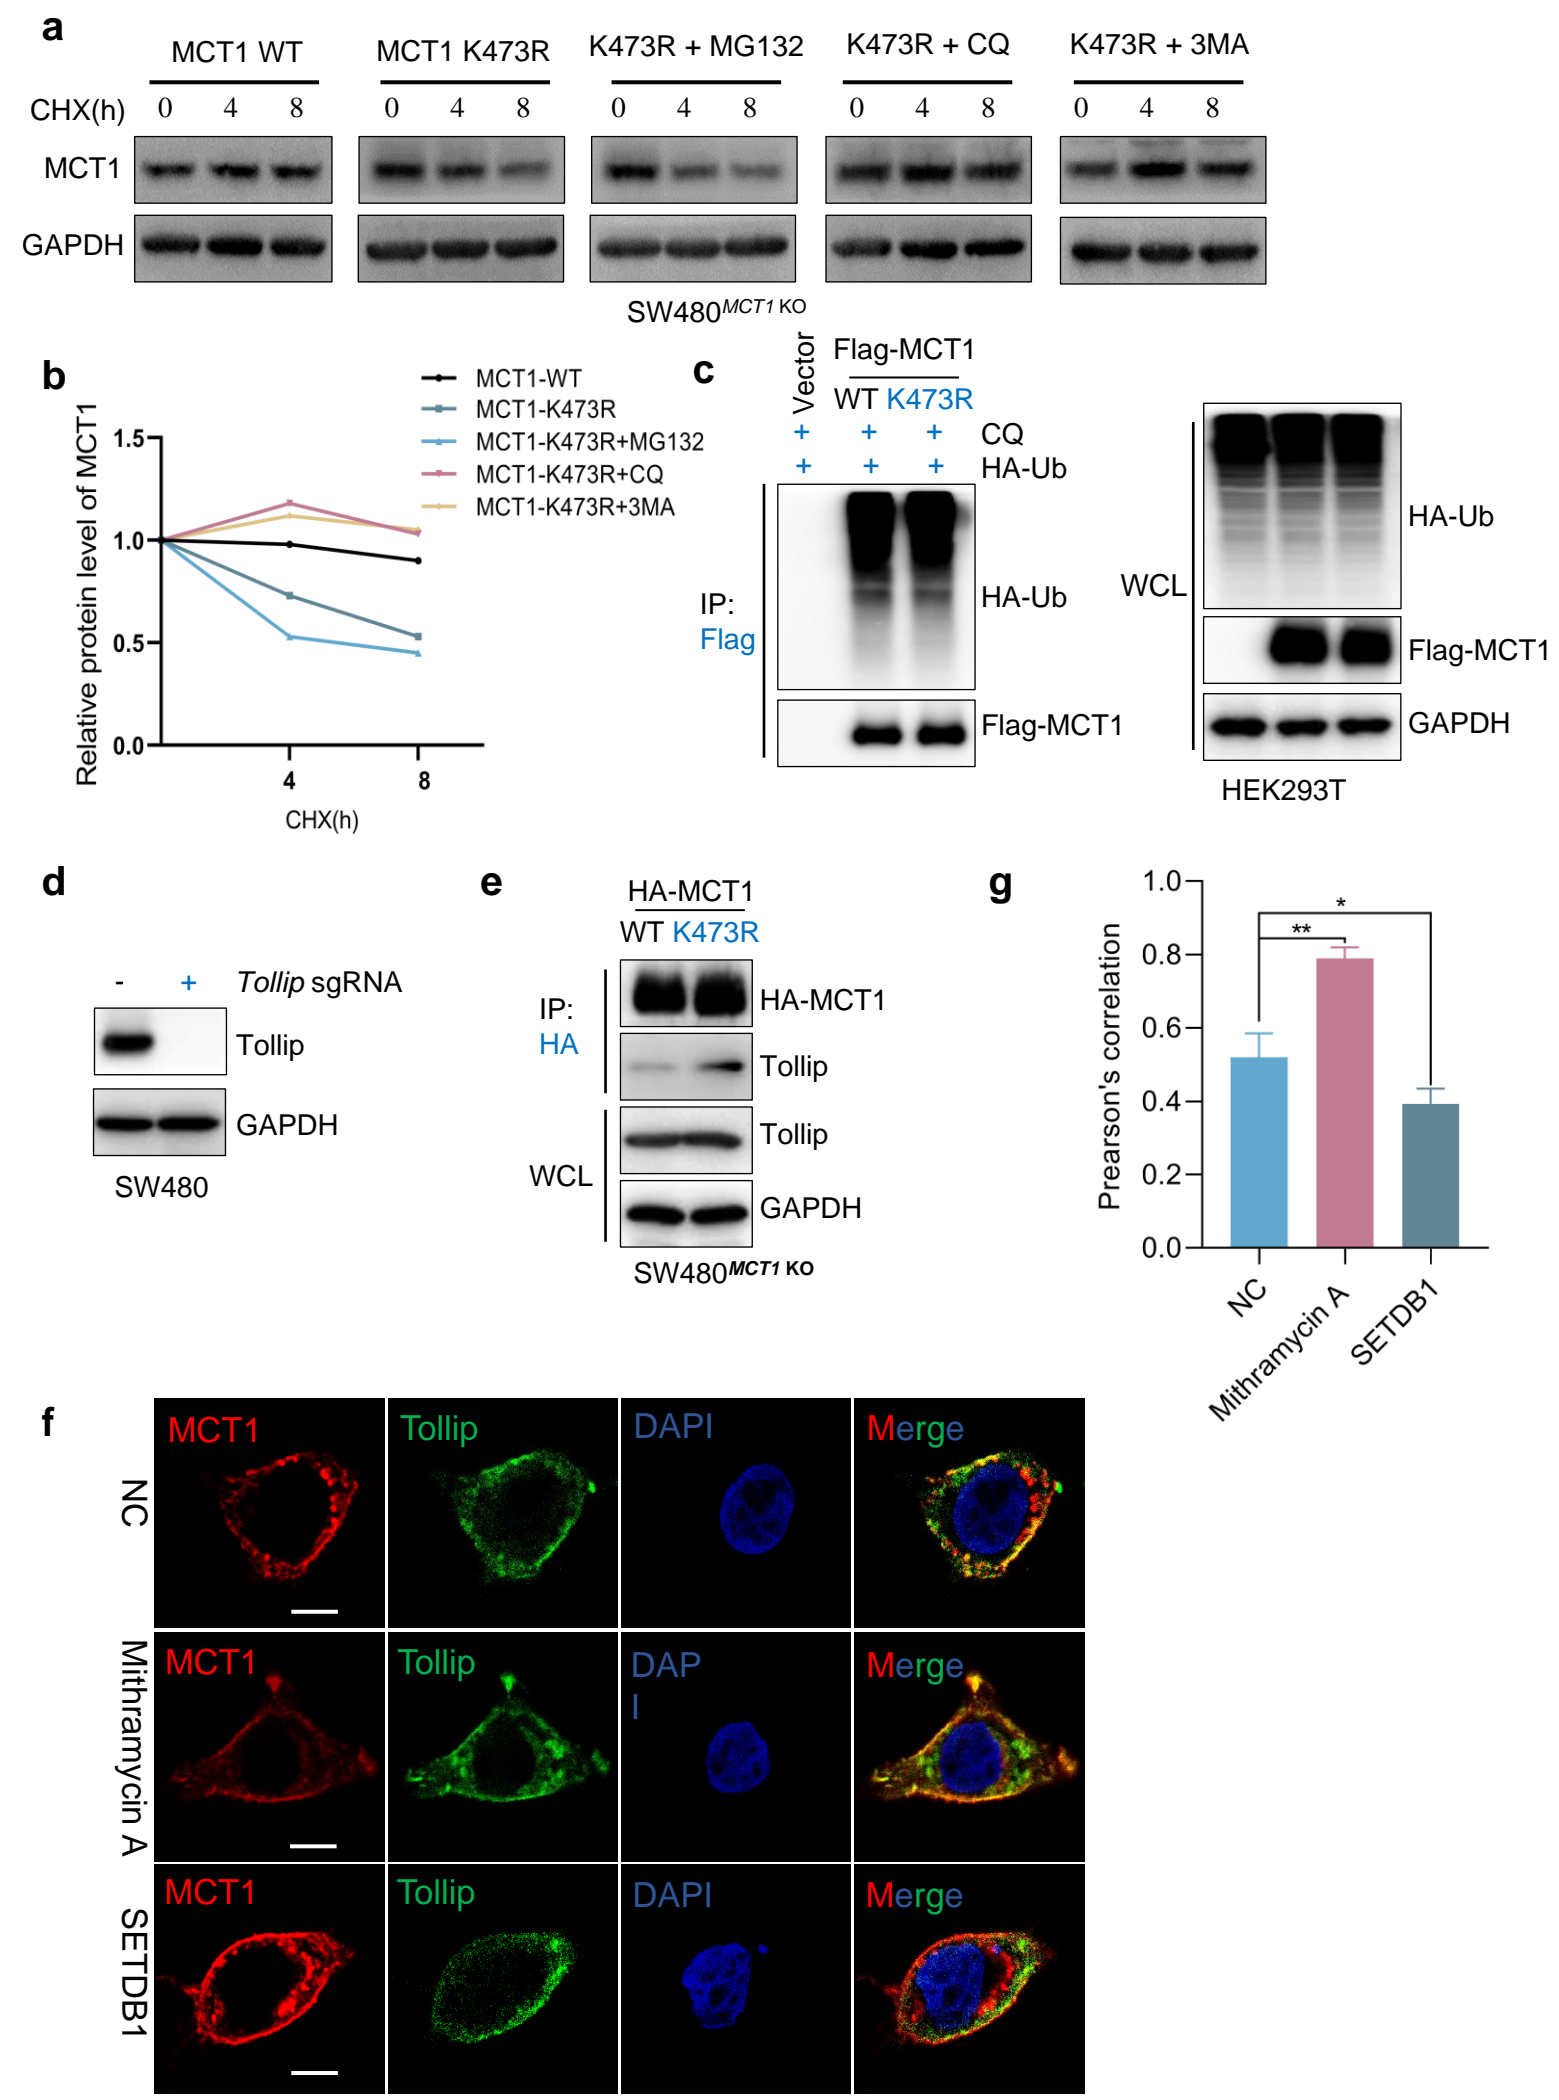 a
MCT1 WT
MCT1 K473R
K473R + MG132
K473R + CQ
K473R + 3MA
CHX(h)
0 4 8
0 4 8
0 4 8
0 4 8
0 4 8
MCT1
GAPDH
SW480MCT1 KO
b
Relative protein level of MCT1
1.5
1.0
0.5
0.0
4
8
CHX(h)
MCT1-WT
MCT1-K473R
MCT1-K473R+MG132
MCT1-K473R+CQ
MCT1-K473R+3MA
c
Vector
Flag-MCT1
WT K473R
+ + + CQ
+ + + HA-Ub
IP:
Flag
HA-Ub
Flag-MCT1
WCL
HA-Ub
Flag-MCT1
GAPDH
HEK293T
d
- + Tollip sgRNA
Tollip
GAPDH
SW480
e
HA-MCT1
WT K473R
IP:
HA
HA-MCT1
Tollip
WCL
Tollip
GAPDH
SW480MCT1 KO
g
Prearson's correlation
1.0
0.8
0.6
0.4
0.2
0.0
*
**
NC
Mithramycin A
SETDB1
f
NC
MCT1
Tollip
DAPI
Merge
Mithramycin A
MCT1
Tollip
DAP
I
Merge
SETDB1
MCT1
Tollip
DAPI
Merge